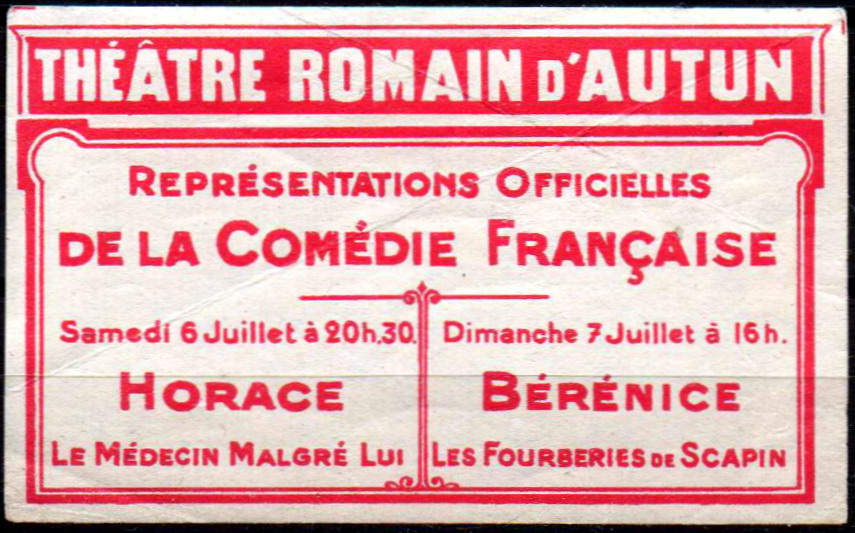 THÉÂTRE ROMAIN D'AUTUN
REPRÉSENTATIONS OFFICIELLES
DE LA COMÉDIE FRANÇAISE
Samedi 6 Juillet à 20h,30.
HORACE
LE MÉDECIN MALGRÉ LUI
Dimanche 7 Juillet à 16h.
BÉRÉNICE
LES FOURBERIES DE SCAPIN